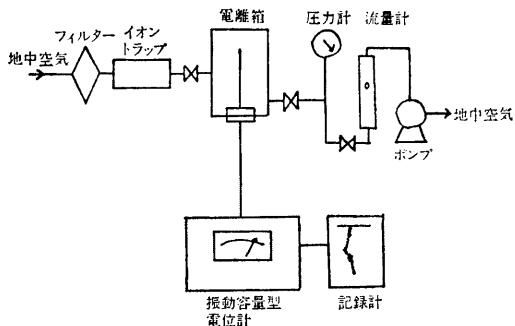 電離箱
圧力計 流量計
フィルター
イオン
トラップ
地中空気
地中空気
ポンプ
振動容量型
電位計
記録計